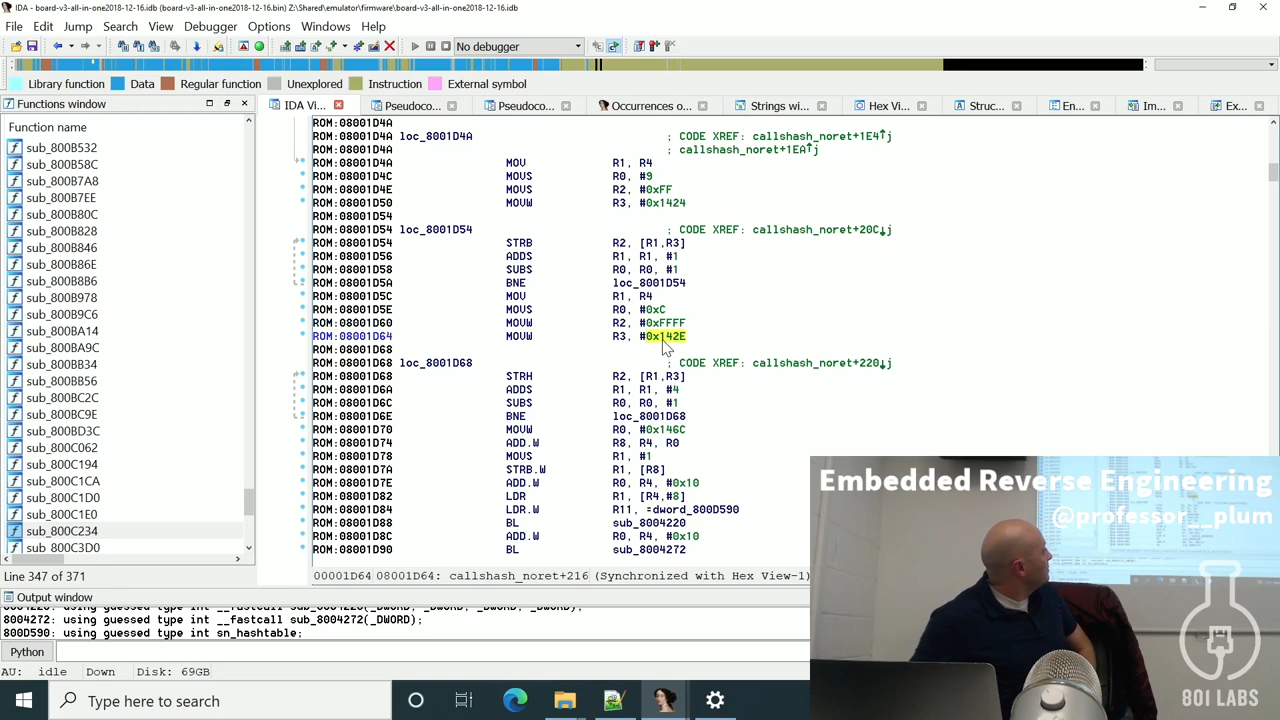 IDA - board-v3-all-in-one2018-12-16.idb (board-v3-all-in-one2018-12-16.bin) Z:\Shared\emulator\firmware\board-v3-all-in-one2018-12-16.idb
File Edit Jump Search View Debugger Options Windows Help
No debugger
Library function Data Regular function Unexplored Instruction External symbol
Functions window
IDA Vi... Pseudoco... Pseudoco... Occurrences o... Strings wi... Hex Vi... Struc... En... Im... Ex...
Function name
sub_800B532
sub_800B58C
sub_800B7A8
sub_800B7EE
sub_800B80C
sub_800B828
sub_800B846
sub_800B86E
sub_800B8B6
sub_800B978
sub_800B9C6
sub_800BA14
sub_800BA9C
sub_800BB34
sub_800BB56
sub_800BC2C
sub_800BC9E
sub_800BD3C
sub_800C062
sub_800C194
sub_800C1CA
sub_800C1D0
sub_800C1E0
sub_800C234
sub_800C3D0
Line 347 of 371
ROM:08001D4A
ROM:08001D4A loc_8001D4A ; CODE XREF: callshash_noret+1E4↑j
ROM:08001D4A ; callshash_noret+1EA↑j
ROM:08001D4A MOV R1, R4
ROM:08001D4C MOVS R0, #9
ROM:08001D4E MOVS R2, #0xFF
ROM:08001D50 MOVW R3, #0x1424
ROM:08001D54
ROM:08001D54 loc_8001D54 ; CODE XREF: callshash_noret+20C↓j
ROM:08001D54 STRB R2, [R1,R3]
ROM:08001D56 ADDS R1, R1, #1
ROM:08001D58 SUBS R0, R0, #1
ROM:08001D5A BNE loc_8001D54
ROM:08001D5C MOV R1, R4
ROM:08001D5E MOVS R0, #0xC
ROM:08001D60 MOVW R2, #0xFFFF
ROM:08001D64 MOVW R3, #0x142E
ROM:08001D68
ROM:08001D68 loc_8001D68 ; CODE XREF: callshash_noret+220↓j
ROM:08001D68 STRH R2, [R1,R3]
ROM:08001D6A ADDS R1, R1, #4
ROM:08001D6C SUBS R0, R0, #1
ROM:08001D6E BNE loc_8001D68
ROM:08001D70 MOVW R0, #0x146C
ROM:08001D74 ADD.W R8, R4, R0
ROM:08001D78 MOVS R1, #1
ROM:08001D7A STRB.W R1, [R8]
ROM:08001D7E ADD.W R0, R4, #0x10
ROM:08001D82 LDR R1, [R4,#8]
ROM:08001D84 LDR.W R11, =dword_800D590
ROM:08001D88 BL sub_8004220
ROM:08001D8C ADD.W R0, R4, #0x10
ROM:08001D90 BL sub_8004272
00001D64 08001D64: callshash_noret+216 (Synchronized with Hex View-1)
Output window
8004220: using guessed type int __fastcall sub_8004220(_DWORD, _DWORD, _DWORD, _DWORD);
8004272: using guessed type int __fastcall sub_8004272(_DWORD);
800D590: using guessed type int sn_hashtable;
Python
AU: idle Down Disk: 69GB
Type here to search
Embedded Reverse Engineering
@professor__plum
801 LABS